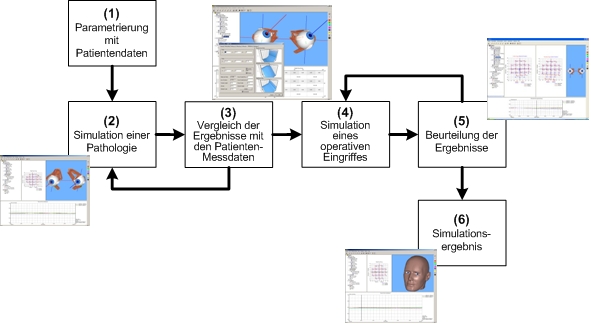 (1)
Parametrierung
mit
Patientendaten
(2)
Simulation einer
Pathologie
(3)
Vergleich der
Ergebnisse mit
den Patienten-
Messdaten
(4)
Simulation
eines
operativen
Eingriffes
(5)
Beurteilung der
Ergebnisse
(6)
Simulations-
ergebnis